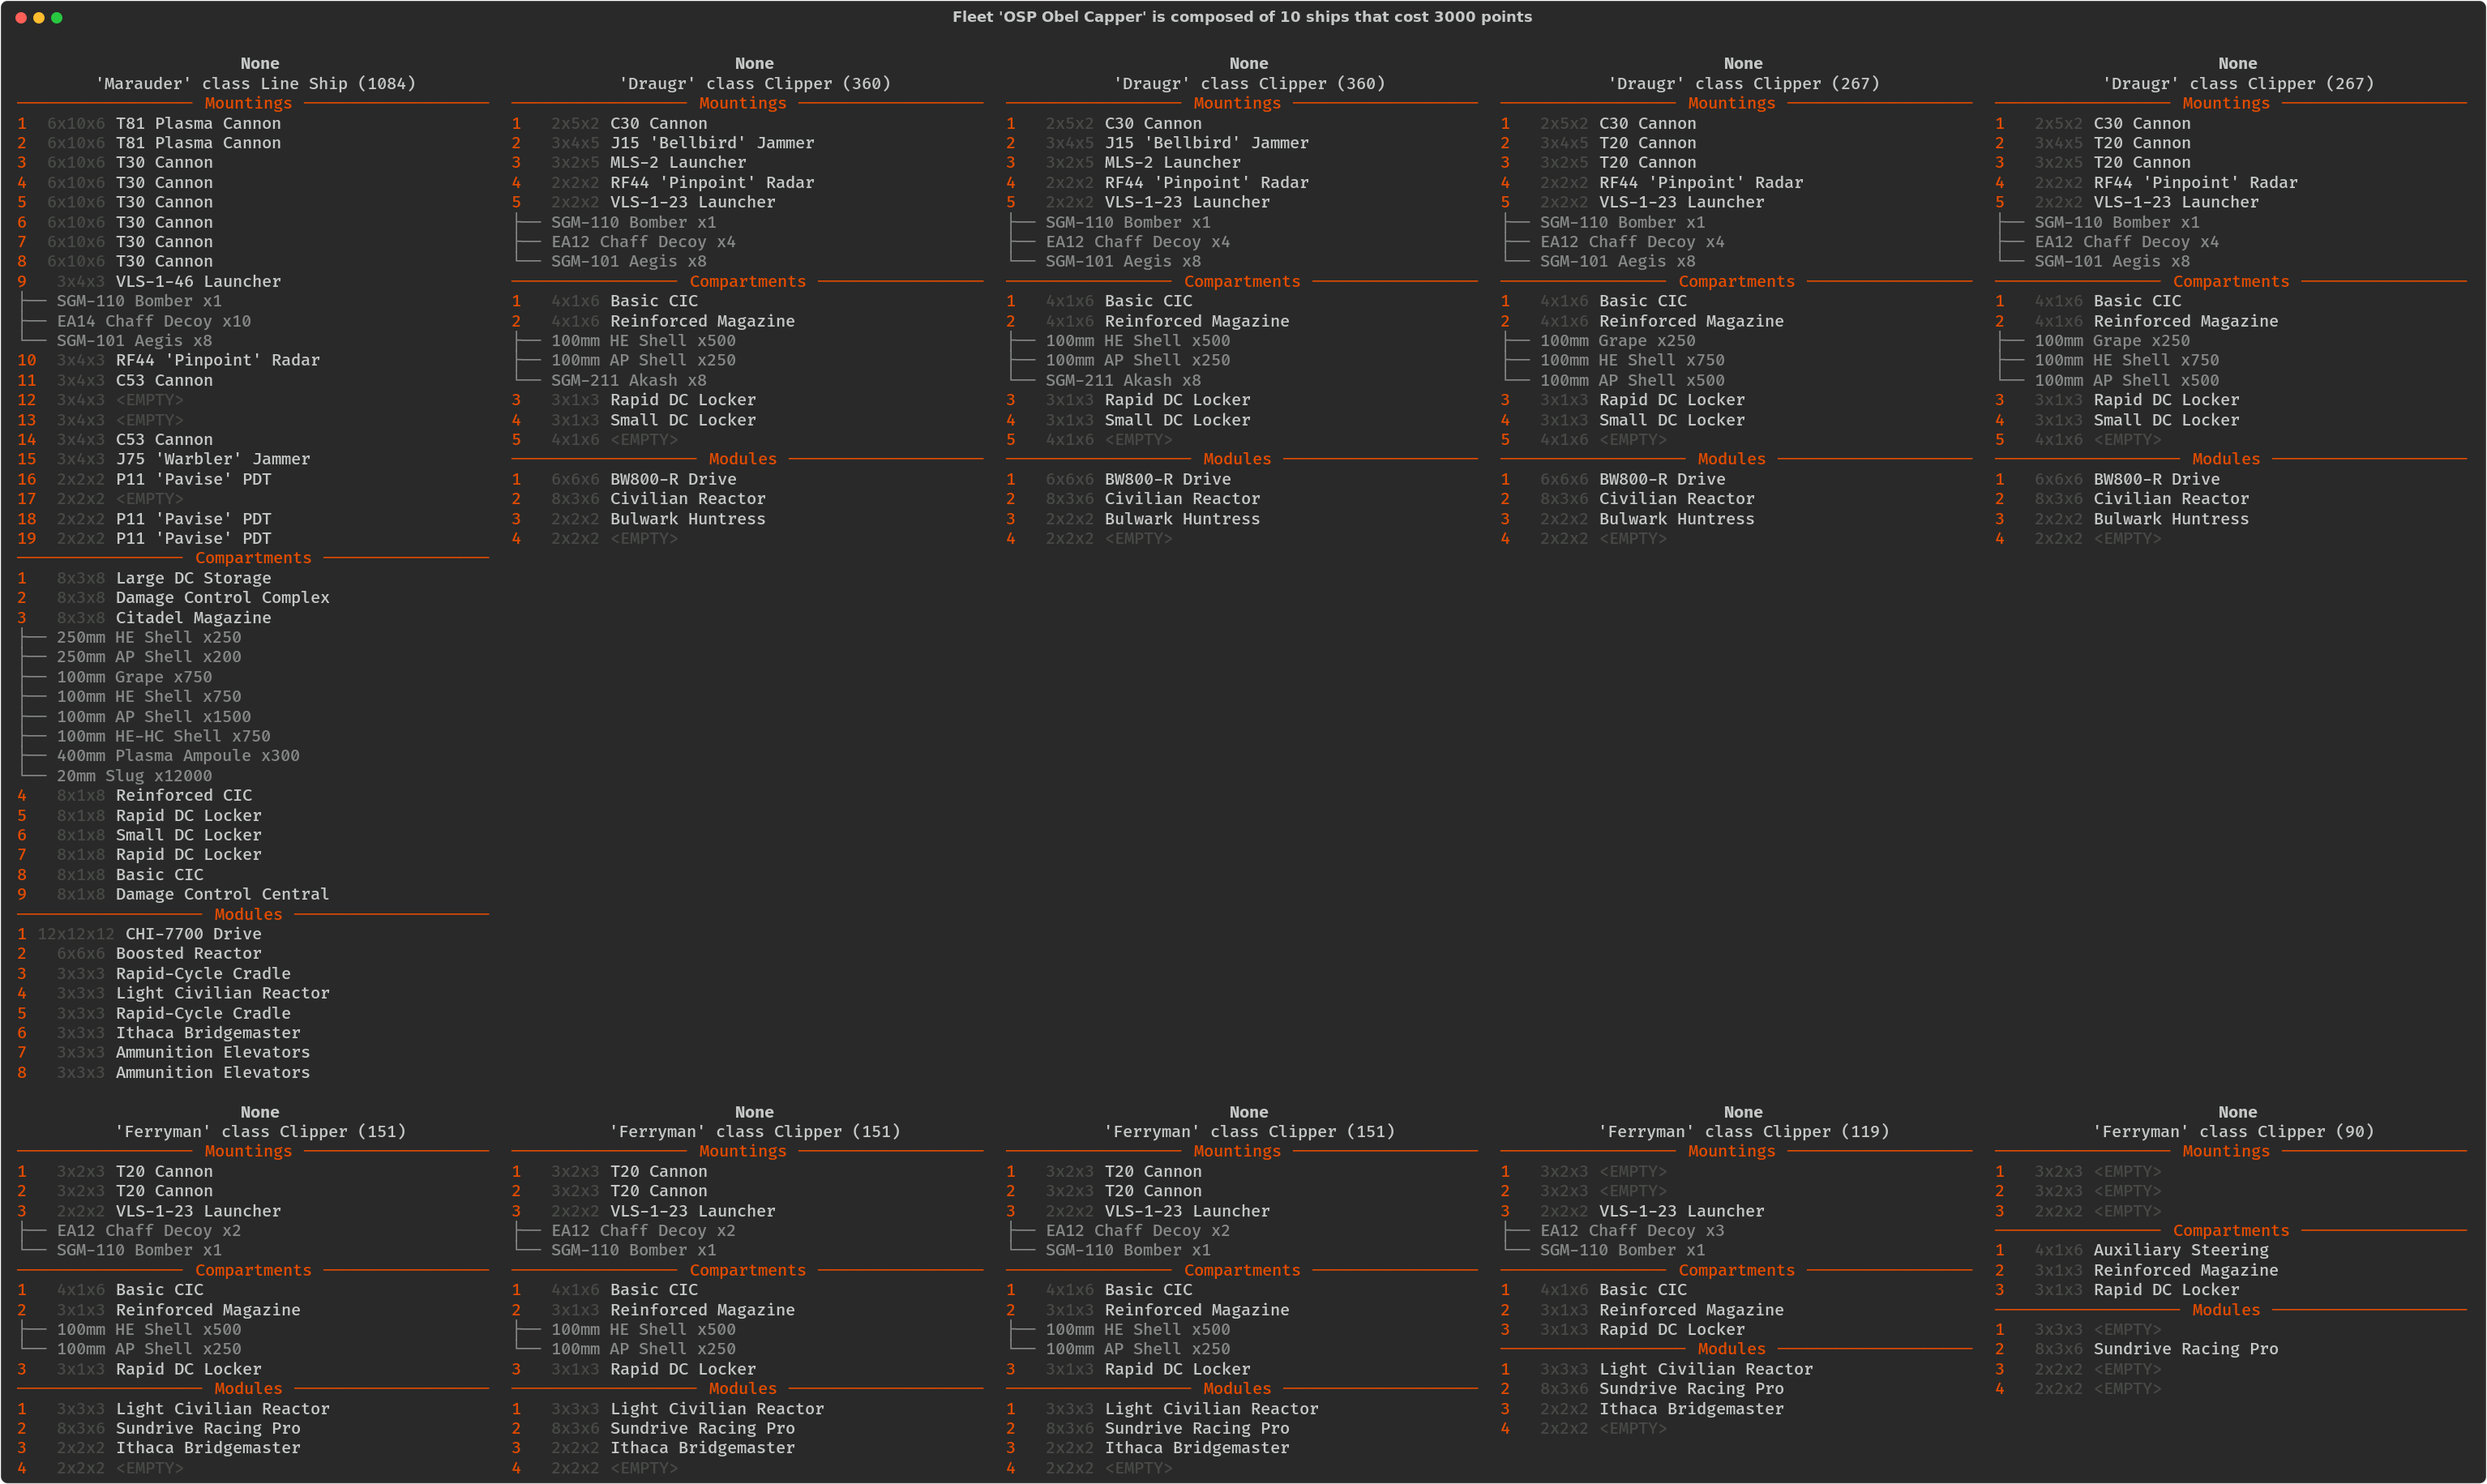 Fleet 'OSP Obel Capper' is composed of 10 ships that cost 3000 points
None
'Marauder' class Line Ship (1084)
Mountings
1 6x10x6 T81 Plasma Cannon
2 6x10x6 T81 Plasma Cannon
3 6x10x6 T30 Cannon
4 6x10x6 T30 Cannon
5 6x10x6 T30 Cannon
6 6x10x6 T30 Cannon
7 6x10x6 T30 Cannon
8 6x10x6 T30 Cannon
9 3x4x3 VLS-1-46 Launcher
SGM-110 Bomber x1
EA14 Chaff Decoy x10
SGM-101 Aegis x8
10 3x4x3 RF44 'Pinpoint' Radar
11 3x4x3 C53 Cannon
12 3x4x3 <EMPTY>
13 3x4x3 <EMPTY>
14 3x4x3 C53 Cannon
15 3x4x3 J75 'Warbler' Jammer
16 2x2x2 P11 'Pavise' PDT
17 2x2x2 <EMPTY>
18 2x2x2 P11 'Pavise' PDT
19 2x2x2 P11 'Pavise' PDT
Compartments
1 8x3x8 Large DC Storage
2 8x3x8 Damage Control Complex
3 8x3x8 Citadel Magazine
250mm HE Shell x250
250mm AP Shell x200
100mm Grape x750
100mm HE Shell x750
100mm AP Shell x1500
100mm HE-HC Shell x750
400mm Plasma Ampoule x300
20mm Slug x12000
4 8x1x8 Reinforced CIC
5 8x1x8 Rapid DC Locker
6 8x1x8 Small DC Locker
7 8x1x8 Rapid DC Locker
8 8x1x8 Basic CIC
9 8x1x8 Damage Control Central
Modules
1 12x12x12 CHI-7700 Drive
2 6x6x6 Boosted Reactor
3 3x3x3 Rapid-Cycle Cradle
4 3x3x3 Light Civilian Reactor
5 3x3x3 Rapid-Cycle Cradle
6 3x3x3 Ithaca Bridgemaster
7 3x3x3 Ammunition Elevators
8 3x3x3 Ammunition Elevators
None
'Draugr' class Clipper (360)
Mountings
1 2x5x2 C30 Cannon
2 3x4x5 J15 'Bellbird' Jammer
3 3x2x5 MLS-2 Launcher
4 2x2x2 RF44 'Pinpoint' Radar
5 2x2x2 VLS-1-23 Launcher
SGM-110 Bomber x1
EA12 Chaff Decoy x4
SGM-101 Aegis x8
Compartments
1 4x1x6 Basic CIC
2 4x1x6 Reinforced Magazine
100mm HE Shell x500
100mm AP Shell x250
SGM-211 Akash x8
3 3x1x3 Rapid DC Locker
4 3x1x3 Small DC Locker
5 4x1x6 <EMPTY>
Modules
1 6x6x6 BW800-R Drive
2 8x3x6 Civilian Reactor
3 2x2x2 Bulwark Huntress
4 2x2x2 <EMPTY>
None
'Draugr' class Clipper (360)
Mountings
1 2x5x2 C30 Cannon
2 3x4x5 J15 'Bellbird' Jammer
3 3x2x5 MLS-2 Launcher
4 2x2x2 RF44 'Pinpoint' Radar
5 2x2x2 VLS-1-23 Launcher
SGM-110 Bomber x1
EA12 Chaff Decoy x4
SGM-101 Aegis x8
Compartments
1 4x1x6 Basic CIC
2 4x1x6 Reinforced Magazine
100mm HE Shell x500
100mm AP Shell x250
SGM-211 Akash x8
3 3x1x3 Rapid DC Locker
4 3x1x3 Small DC Locker
5 4x1x6 <EMPTY>
Modules
1 6x6x6 BW800-R Drive
2 8x3x6 Civilian Reactor
3 2x2x2 Bulwark Huntress
4 2x2x2 <EMPTY>
None
'Draugr' class Clipper (267)
Mountings
1 2x5x2 C30 Cannon
2 3x4x5 T20 Cannon
3 3x2x5 T20 Cannon
4 2x2x2 RF44 'Pinpoint' Radar
5 2x2x2 VLS-1-23 Launcher
SGM-110 Bomber x1
EA12 Chaff Decoy x4
SGM-101 Aegis x8
Compartments
1 4x1x6 Basic CIC
2 4x1x6 Reinforced Magazine
100mm Grape x250
100mm HE Shell x750
100mm AP Shell x500
3 3x1x3 Rapid DC Locker
4 3x1x3 Small DC Locker
5 4x1x6 <EMPTY>
Modules
1 6x6x6 BW800-R Drive
2 8x3x6 Civilian Reactor
3 2x2x2 Bulwark Huntress
4 2x2x2 <EMPTY>
None
'Draugr' class Clipper (267)
Mountings
1 2x5x2 C30 Cannon
2 3x4x5 T20 Cannon
3 3x2x5 T20 Cannon
4 2x2x2 RF44 'Pinpoint' Radar
5 2x2x2 VLS-1-23 Launcher
SGM-110 Bomber x1
EA12 Chaff Decoy x4
SGM-101 Aegis x8
Compartments
1 4x1x6 Basic CIC
2 4x1x6 Reinforced Magazine
100mm Grape x250
100mm HE Shell x750
100mm AP Shell x500
3 3x1x3 Rapid DC Locker
4 3x1x3 Small DC Locker
5 4x1x6 <EMPTY>
Modules
1 6x6x6 BW800-R Drive
2 8x3x6 Civilian Reactor
3 2x2x2 Bulwark Huntress
4 2x2x2 <EMPTY>
None
'Ferryman' class Clipper (151)
Mountings
1 3x2x3 T20 Cannon
2 3x2x3 T20 Cannon
3 2x2x2 VLS-1-23 Launcher
EA12 Chaff Decoy x2
SGM-110 Bomber x1
Compartments
1 4x1x6 Basic CIC
2 3x1x3 Reinforced Magazine
100mm HE Shell x500
100mm AP Shell x250
3 3x1x3 Rapid DC Locker
Modules
1 3x3x3 Light Civilian Reactor
2 8x3x6 Sundrive Racing Pro
3 2x2x2 Ithaca Bridgemaster
4 2x2x2 <EMPTY>
None
'Ferryman' class Clipper (151)
Mountings
1 3x2x3 T20 Cannon
2 3x2x3 T20 Cannon
3 2x2x2 VLS-1-23 Launcher
EA12 Chaff Decoy x2
SGM-110 Bomber x1
Compartments
1 4x1x6 Basic CIC
2 3x1x3 Reinforced Magazine
100mm HE Shell x500
100mm AP Shell x250
3 3x1x3 Rapid DC Locker
Modules
1 3x3x3 Light Civilian Reactor
2 8x3x6 Sundrive Racing Pro
3 2x2x2 Ithaca Bridgemaster
4 2x2x2 <EMPTY>
None
'Ferryman' class Clipper (151)
Mountings
1 3x2x3 T20 Cannon
2 3x2x3 T20 Cannon
3 2x2x2 VLS-1-23 Launcher
EA12 Chaff Decoy x2
SGM-110 Bomber x1
Compartments
1 4x1x6 Basic CIC
2 3x1x3 Reinforced Magazine
100mm HE Shell x500
100mm AP Shell x250
3 3x1x3 Rapid DC Locker
Modules
1 3x3x3 Light Civilian Reactor
2 8x3x6 Sundrive Racing Pro
3 2x2x2 Ithaca Bridgemaster
4 2x2x2 <EMPTY>
None
'Ferryman' class Clipper (119)
Mountings
1 3x2x3 <EMPTY>
2 3x2x3 <EMPTY>
3 2x2x2 VLS-1-23 Launcher
EA12 Chaff Decoy x3
SGM-110 Bomber x1
Compartments
1 4x1x6 Basic CIC
2 3x1x3 Reinforced Magazine
3 3x1x3 Rapid DC Locker
Modules
1 3x3x3 Light Civilian Reactor
2 8x3x6 Sundrive Racing Pro
3 2x2x2 Ithaca Bridgemaster
4 2x2x2 <EMPTY>
None
'Ferryman' class Clipper (90)
Mountings
1 3x2x3 <EMPTY>
2 3x2x3 <EMPTY>
3 2x2x2 <EMPTY>
Compartments
1 4x1x6 Auxiliary Steering
2 3x1x3 Reinforced Magazine
3 3x1x3 Rapid DC Locker
Modules
1 3x3x3 <EMPTY>
2 8x3x6 Sundrive Racing Pro
3 2x2x2 <EMPTY>
4 2x2x2 <EMPTY>